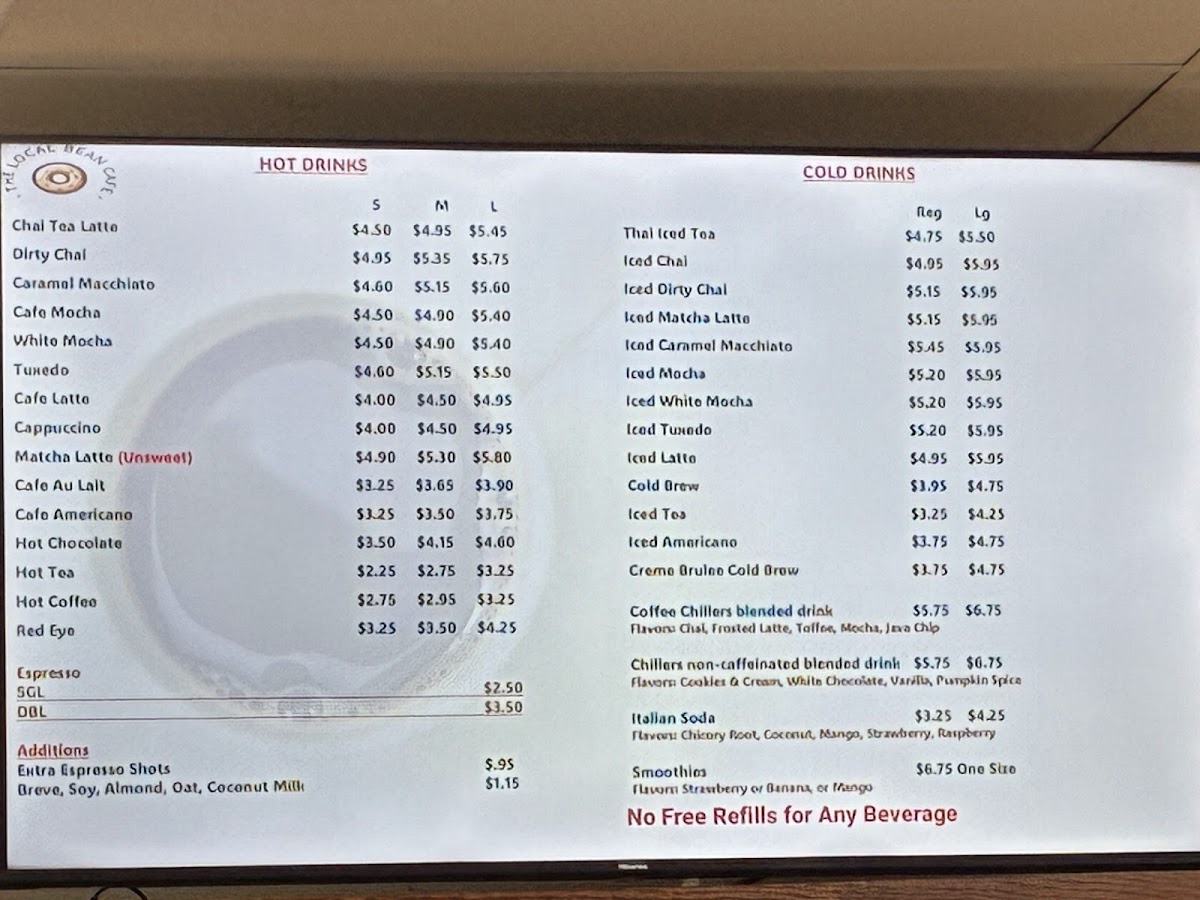 THE LOCAL BEAN CAFE
HOT DRINKS
S M L
Chai Tea Latte $4.50 $4.95 $5.45
Dirty Chai $4.95 $5.35 $5.75
Caramel Macchiato $4.60 $5.15 $5.60
Cafe Mocha $4.50 $4.90 $5.40
White Mocha $4.50 $4.90 $5.40
Tuxedo $4.60 $5.15 $5.50
Cafe Latte $4.00 $4.50 $4.95
Cappuccino $4.00 $4.50 $4.95
Matcha Latte (Unsweet) $4.90 $5.30 $5.80
Cafe Au Lait $3.25 $3.65 $3.90
Cafe Americano $3.25 $3.50 $3.75
Hot Chocolate $3.50 $4.15 $4.60
Hot Tea $2.25 $2.75 $3.25
Hot Coffee $2.75 $2.95 $3.25
Red Eye $3.25 $3.50 $4.25
Espresso
SGL $2.50
DBL $3.50
Additions
Extra Espresso Shots $.95
Breve, Soy, Almond, Oat, Coconut Milk $1.15
COLD DRINKS
Reg Lg
Thai Iced Tea $4.75 $5.50
Iced Chai $4.95 $5.95
Iced Dirty Chai $5.15 $5.95
Iced Matcha Latte $5.15 $5.95
Iced Caramel Macchiato $5.45 $5.95
Iced Mocha $5.20 $5.95
Iced White Mocha $5.20 $5.95
Iced Tuxedo $5.20 $5.95
Iced Latte $4.95 $5.95
Cold Brew $3.95 $4.75
Iced Tea $3.25 $4.25
Iced Americano $3.75 $4.75
Creme Brulee Cold Brew $3.75 $4.75
Coffee Chillers blended drink $5.75 $6.75
Flavors: Chai, Frosted Latte, Toffee, Mocha, Java Chip
Chillers non-caffeinated blended drink $5.75 $6.75
Flavors: Cookies & Cream, White Chocolate, Vanilla, Pumpkin Spice
Italian Soda $3.25 $4.25
Flavors: Chicory Root, Coconut, Mango, Strawberry, Raspberry
Smoothies $6.75 One Size
Flavors Strawberry or Banana, or Mango
No Free Refills for Any Beverage
Hisense